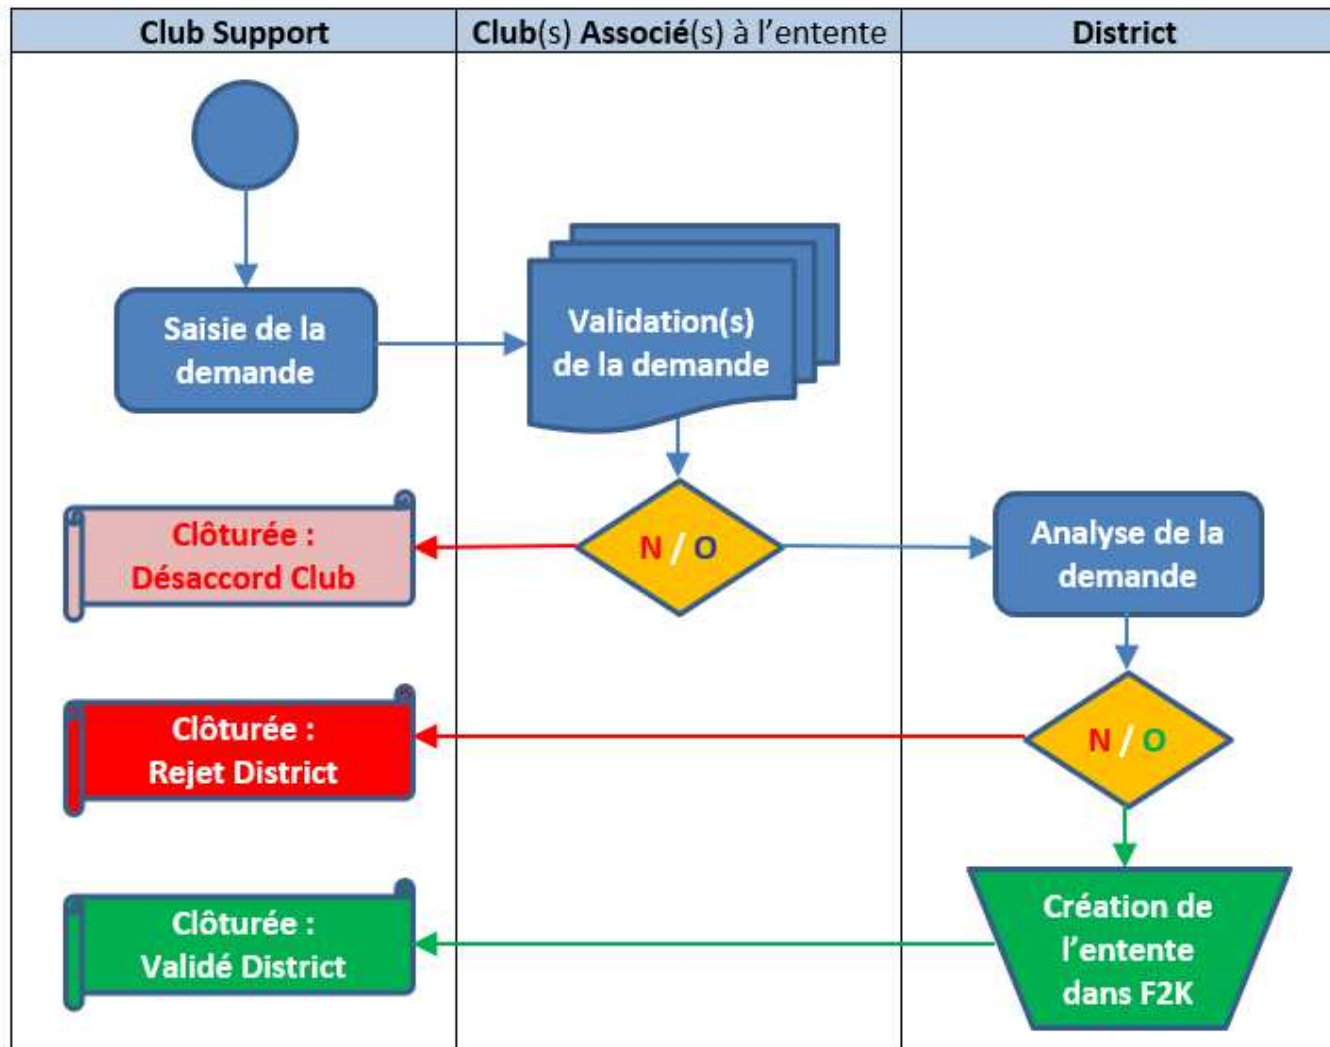 Club Support
Club(s) Associé(s) à l'entente
District
Saisie de la
demande
Validation(s)
de la demande
Clôturée :
Désaccord Club
N / O
Analyse de la
demande
Clôturée :
Rejet District
N / O
Clôturée :
Validé District
Création de
l'entente
dans F2K